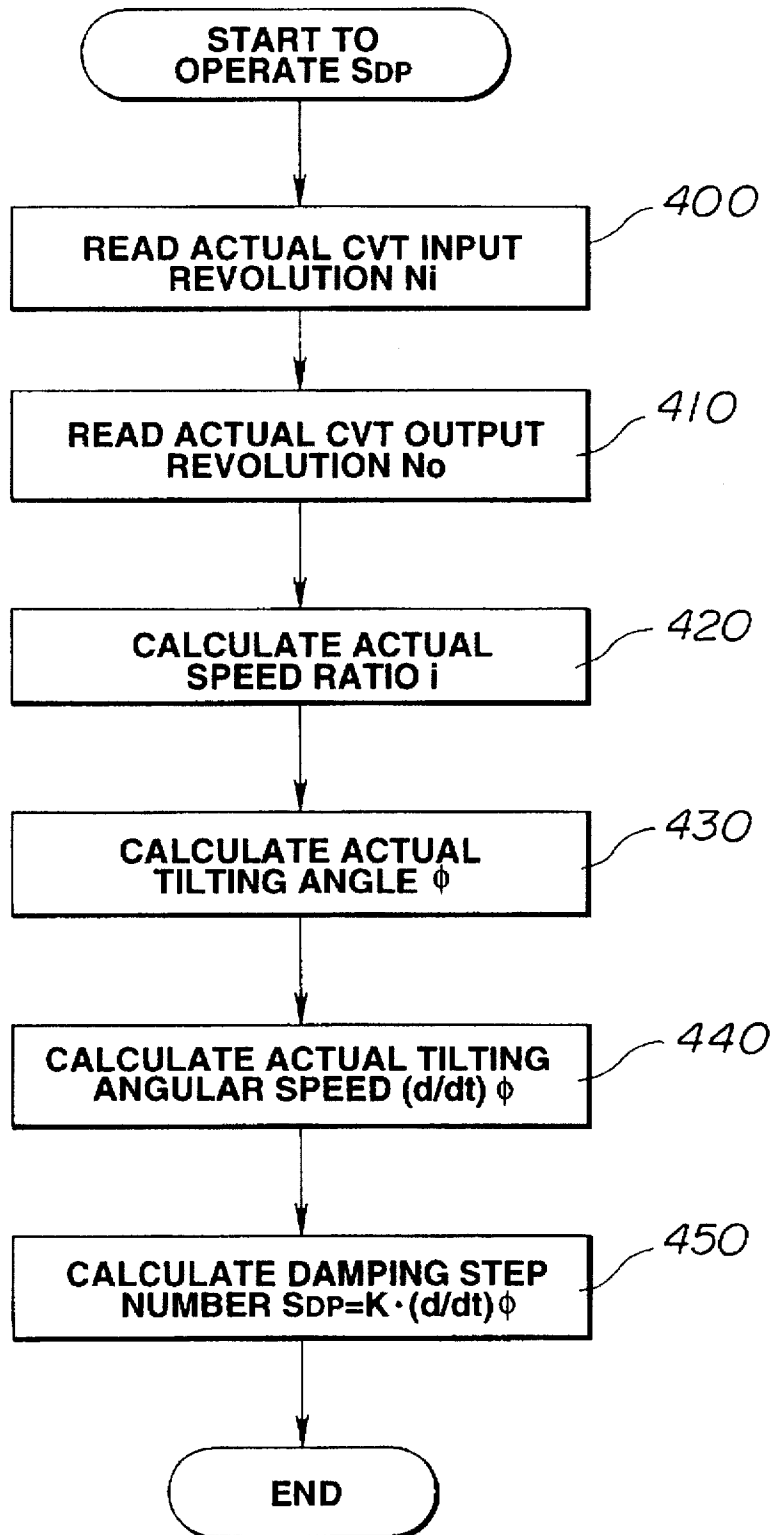 START TO
OPERATE SDP
400
READ ACTUAL CVT INPUT
REVOLUTION Ni
410
READ ACTUAL CVT OUTPUT
REVOLUTION No
420
CALCULATE ACTUAL
SPEED RATIO i
430
CALCULATE ACTUAL
TILTING ANGLE ϕ
440
CALCULATE ACTUAL TILTING
ANGULAR SPEED (d/dt) ϕ
450
CALCULATE DAMPING STEP
NUMBER SDP=K·(d/dt)ϕ
END